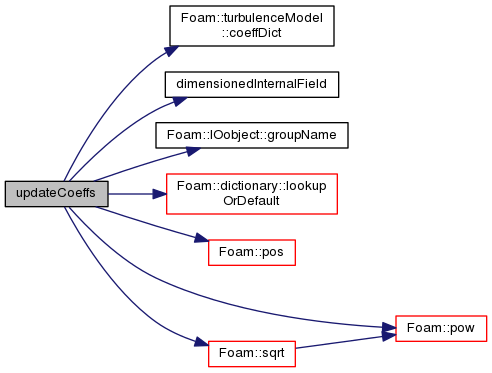 Foam::turbulenceModel
::coeffDict
dimensionedInternalField
Foam::IOobject::groupName
updateCoeffs
Foam::dictionary::lookup
OrDefault
Foam::pos
Foam::pow
Foam::sqrt